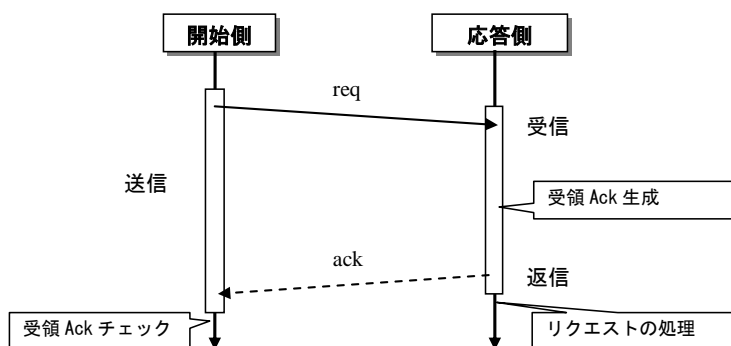 開始側
応答側
req
受信
送信
受領 Ack 生成
ack
返信
受領 Ack チェック
リクエストの処理